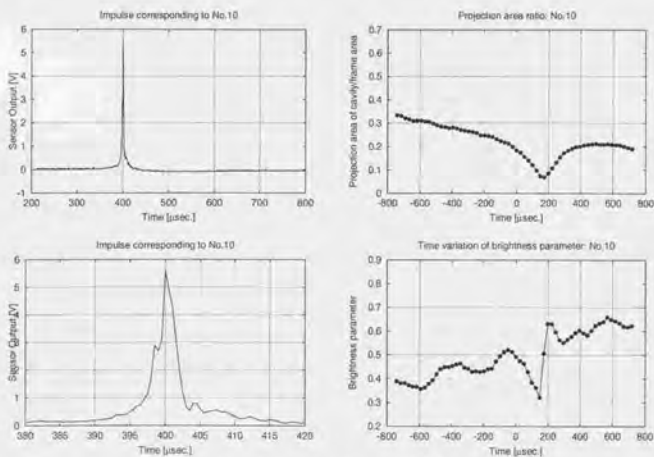 Impulse corresponding to No.10
Sensor Output [V]
6
5
4
3
2
1
0
-1
200 300 400 500 600 700 800
Time [μsec.]
Projection area ratio: No.10
Projection area of cavity/frame area
0.7
0.6
0.5
0.4
0.3
0.2
0.1
0
-800 -600 -400 -200 0 200 400 600 800
Time [μsec.]
Impulse corresponding to No.10
Sensor Output [V]
6
5
4
3
2
1
0
380 385 390 395 400 405 410 415 420
Time [μsec.]
Time variation of brightness parameter: No.10
Brightness parameter
0.9
0.8
0.7
0.6
0.5
0.4
0.3
0.2
-800 -600 -400 -200 0 200 400 600 800
Time [μsec.]